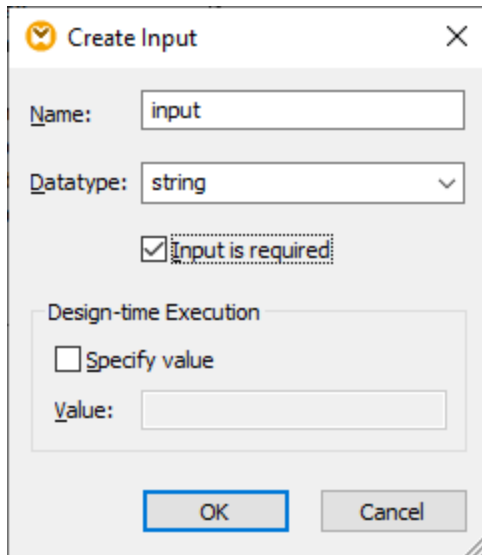 Create Input
Name: input
Datatype: string
Input is required
Design-time Execution
Specify value
Value:
OK Cancel